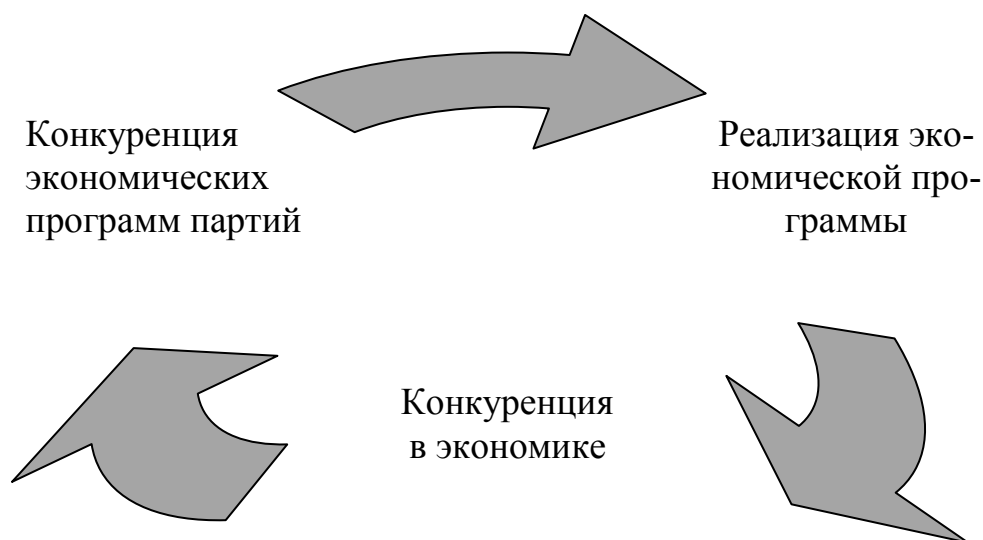 Конкуренция
экономических
программ партий
Реализация эко-
номической про-
граммы
Конкуренция
в экономике